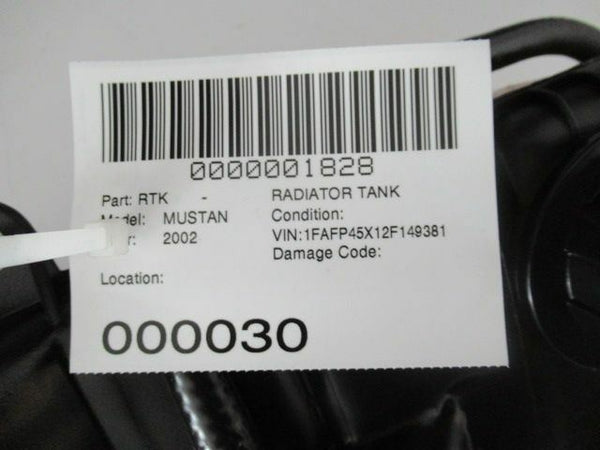 0000001828
Part: RTK - RADIATOR TANK
Model: MUSTAN Condition:
2002 VIN:1FAFP45X12F149381
Damage Code:
Location:
000030